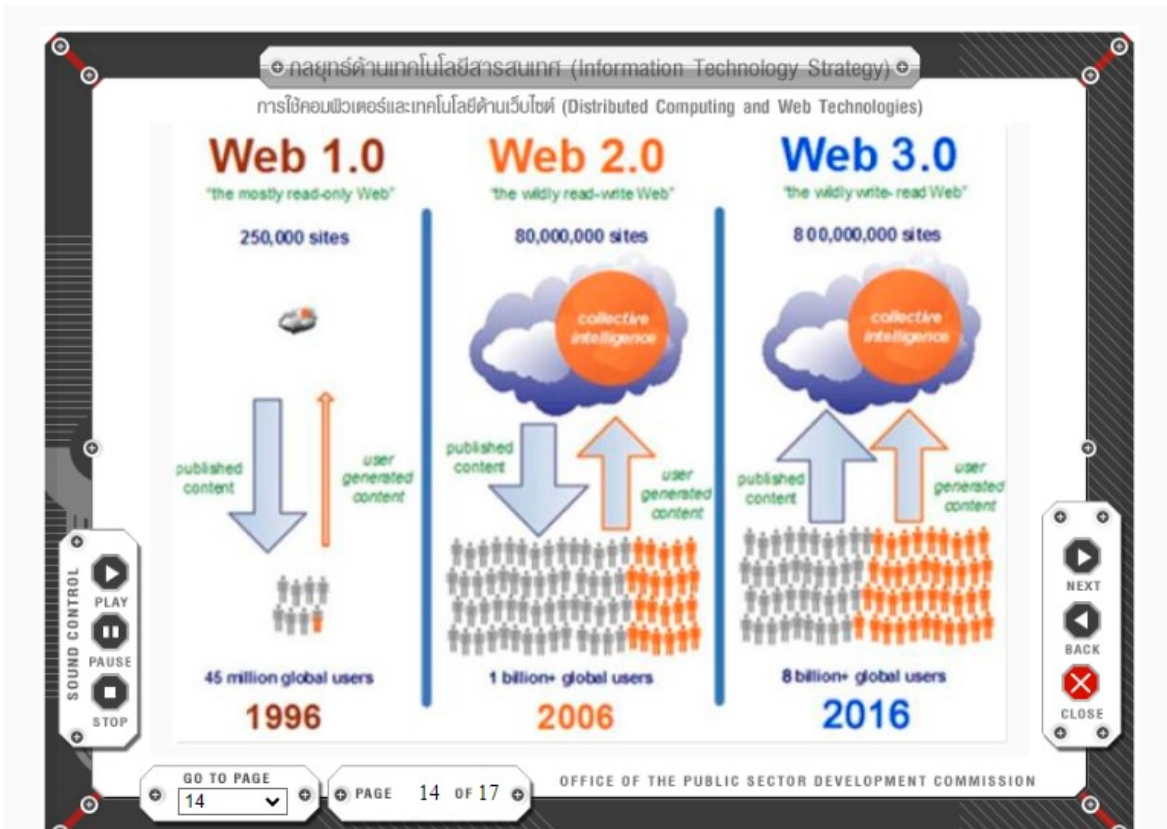 กลยุทธ์ด้านเทคโนโลยีสารสนเทศ (Information Technology Strategy)
การใช้คอมพิวเตอร์และเทคโนโลยีด้านเว็บไซต์ (Distributed Computing and Web Technologies)
Web 1.0
"the mostly read-only Web"
250,000 sites
published
content
user
generated
content
45 million global users
1996
Web 2.0
"the wildly read-write Web"
80,000,000 sites
collective
intelligence
published
content
user
generated
content
1 billion+ global users
2006
Web 3.0
"the wildly write- read Web"
800,000,000 sites
collective
intelligence
published
content
user
generated
content
8 billion+ global users
2016
SOUND CONTROL
PLAY
PAUSE
STOP
NEXT
BACK
CLOSE
GO TO PAGE
14
PAGE 14 OF 17
OFFICE OF THE PUBLIC SECTOR DEVELOPMENT COMMISSION